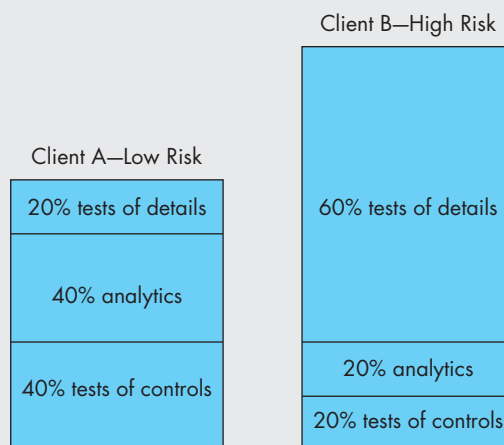 Client B—High Risk
Client A—Low Risk
20% tests of details
40% analytics
40% tests of controls
60% tests of details
20% analytics
20% tests of controls